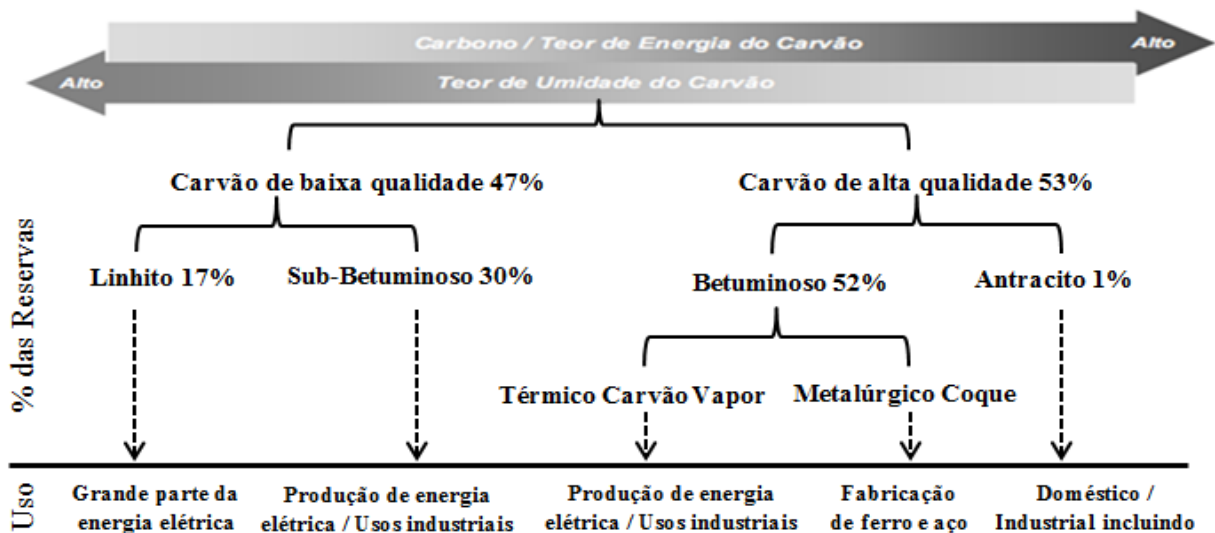 Carbono / Teor de Energia do Carvão Alto
Alto Teor de Umidade do Carvão
Carvão de baixa qualidade 47% Carvão de alta qualidade 53%
Linhito 17% Sub-Betuminoso 30% Betuminoso 52% Antracito 1%
% das Reservas
Térmico Carvão Vapor Metalúrgico Coque
Uso
Grande parte da
energia elétrica
Produção de energia
elétrica / Usos industriais
Produção de energia
elétrica / Usos industriais
Fabricação
de ferro e aço
Doméstico /
Industrial incluindo